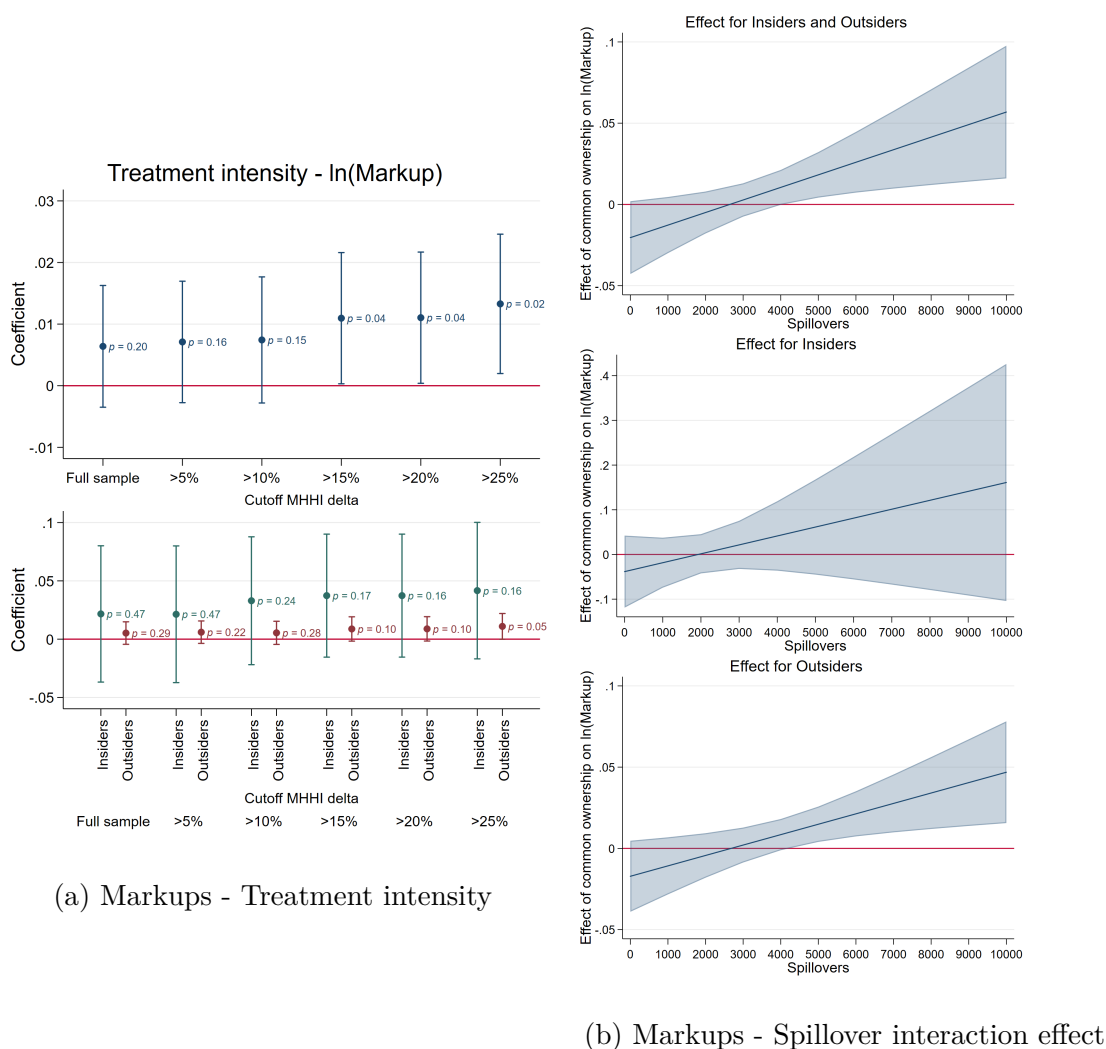 Treatment intensity - ln(Markup)
Coefficient
.03
.02
.01
0
-.01
p = 0.20
p = 0.16
p = 0.15
p = 0.04
p = 0.04
p = 0.02
Full sample >5% >10% >15% >20% >25%
Cutoff MHHI delta
Coefficient
.1
.05
0
-.05
p = 0.47
p = 0.29
p = 0.47
p = 0.22
p = 0.24
p = 0.28
p = 0.17
p = 0.10
p = 0.16
p = 0.10
p = 0.16
p = 0.05
Insiders Outsiders Insiders Outsiders Insiders Outsiders Insiders Outsiders Insiders Outsiders Insiders Outsiders
Cutoff MHHI delta
Full sample >5% >10% >15% >20% >25%
(a) Markups - Treatment intensity
Effect for Insiders and Outsiders
Effect of common ownership on ln(Markup)
.1
.05
0
-.05
0 1000 2000 3000 4000 5000 6000 7000 8000 9000 10000
Spillovers
Effect for Insiders
Effect of common ownership on ln(Markup)
.4
.3
.2
.1
0
-.1
0 1000 2000 3000 4000 5000 6000 7000 8000 9000 10000
Spillovers
Effect for Outsiders
Effect of common ownership on ln(Markup)
.1
.05
0
-.05
0 1000 2000 3000 4000 5000 6000 7000 8000 9000 10000
Spillovers
(b) Markups - Spillover interaction effect